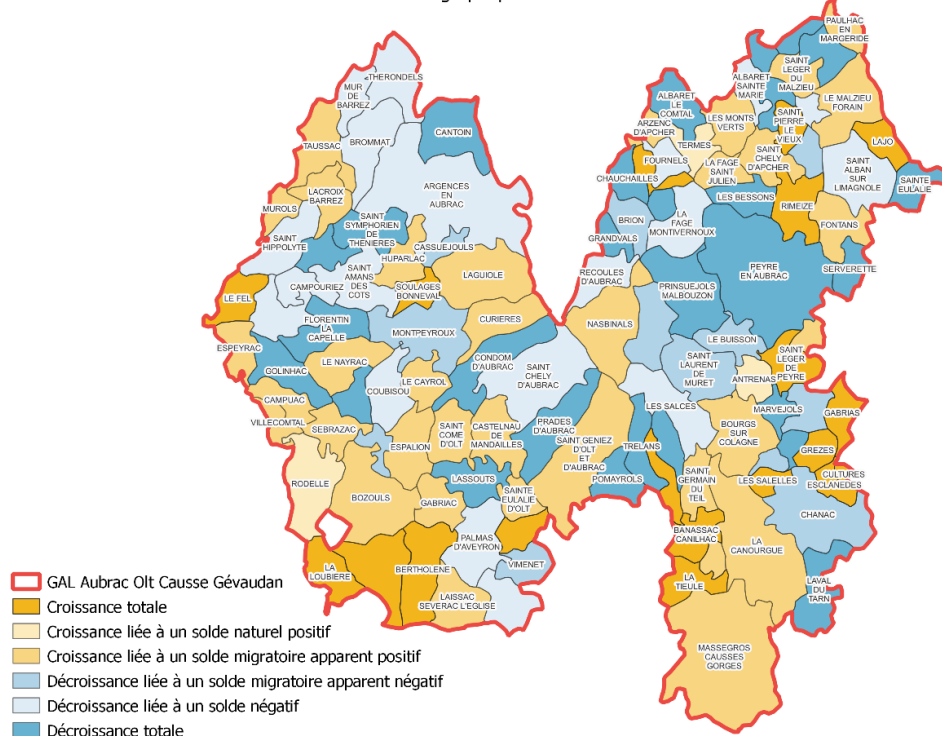 PAULHAC
EN
MARGERIDE
THERONDELS
MUR
DE
BARREZ
SAINT
LEGER
DU
MALZIEU
ALBARET
SAINTE
MARIE
ALBARET
LE
COMTAL
LE MALZIEU
FORAIN
CANTOIN
LES MONTS
VERTS
SAINT
PIERRE
LE
VIEUX
ARZENC
D'APCHER
TAUSSAC
BROMMAT
TERMES
LAJO
FOURNELS
LA FAGE
SAINT
JULIEN
SAINT
CHELY
D'APCHER
SAINT
ALBAN
SUR
LIMAGNOLE
SAINTE
EULALIE
CHAUCHAILLES
ARGENCES
EN
AUBRAC
LACROIX
BARREZ
LES BESSONS
RIMEIZE
MUROLS
BRION
LA
FAGE
MONTIVERNOUX
FONTANS
SAINT
SYMPHORIEN
DE
THENIERES
SAINT
HIPPOLYTE
CASSUEJOULS
GRANDVALS
HUPARLAC
PEYRE
EN AUBRAC
SERVERETTE
SAINT
AMANS
DES
COTS
LAGUIOLE
RECOULES
D'AUBRAC
CAMPOURIEZ
SOULAGES
BONNEVAL
PRINSUEJOLS
MALBOUZON
LE FEL
FLORENTIN
LA
CAPELLE
CURIERES
NASBINALS
MONTPEYROUX
LE BUISSON
ESPEYRAC
LE NAYRAC
CONDOM
D'AUBRAC
SAINT
CHELY
D'AUBRAC
SAINT
LAURENT
DE
MURET
SAINT
LEGER
DE
PEYRE
GOLINHAC
ANTRENAS
LE CAYROL
COUBISOU
CAMPUAC
LES SALCES
MARVEJOLS
GABRIAS
VILLECOMTAL
SEBRAZAC
SAINT
COME
D'OLT
CASTELNAU
DE
MANDAILLES
PRADES
D'AUBRAC
BOURGS
SUR
COLAGNE
ESPALION
SAINT GENIEZ
D'OLT
ET
D'AUBRAC
TRELANS
GREZES
RODELLE
LASSOUTS
POMAYROLS
SAINT
GERMAIN
DU
TEIL
LES SALELLES
CULTURES
ESCLANEDES
BOZOULS
GABRIAC
SAINTE
EULALIE
D'OLT
CHANAC
BANASSAC
CANILHAC
PALMAS
D'AVEYRON
LA
CANOURGUE
VIMENET
LA
LOUBIERE
BERTHOLENE
LA
TIEULE
LAVAL
DU
TARN
LAISSAC
SEVERAC L'EGLISE
MASSEGROS
CAUSSES
GORGES
GAL Aubrac Olt Causse Gévaudan
Croissance totale
Croissance liée à un solde naturel positif
Croissance liée à un solde migratoire apparent positif
Décroissance liée à un solde migratoire apparent négatif
Décroissance liée à un solde négatif
Décroissance totale